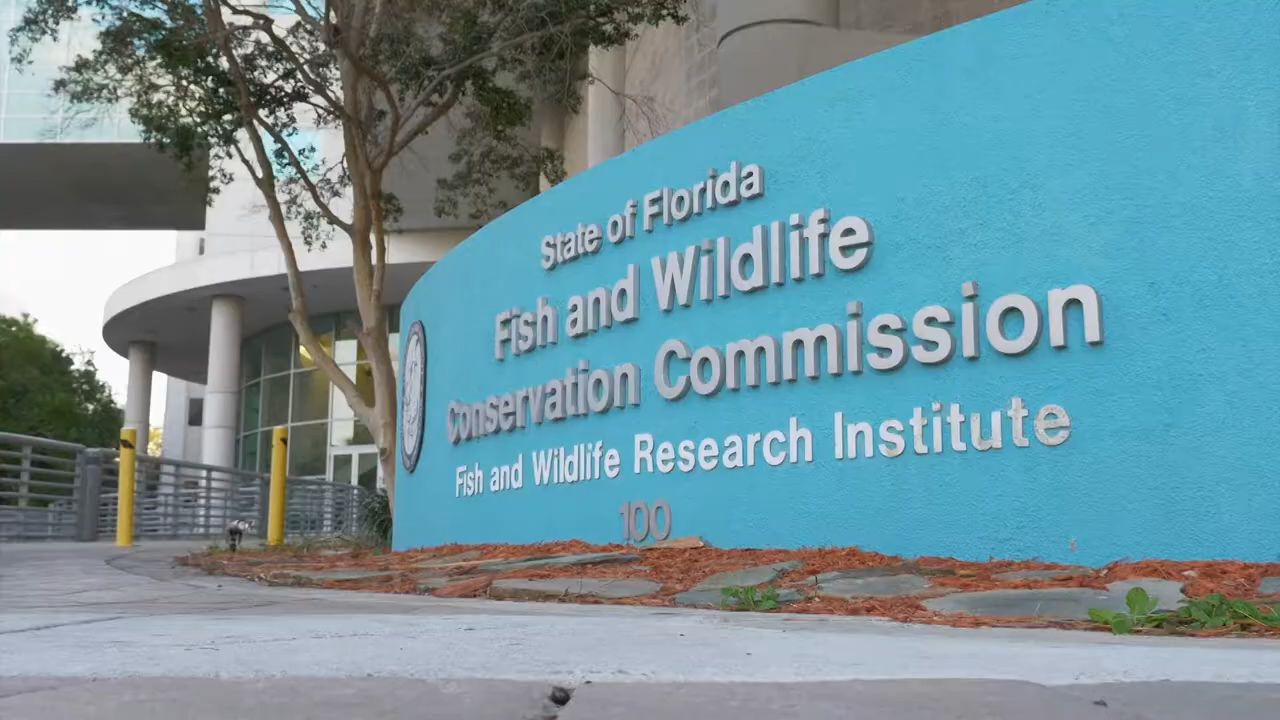 State of Florida
Fish and Wildlife
Conservation Commission
Fish and Wildlife Research Institute
100